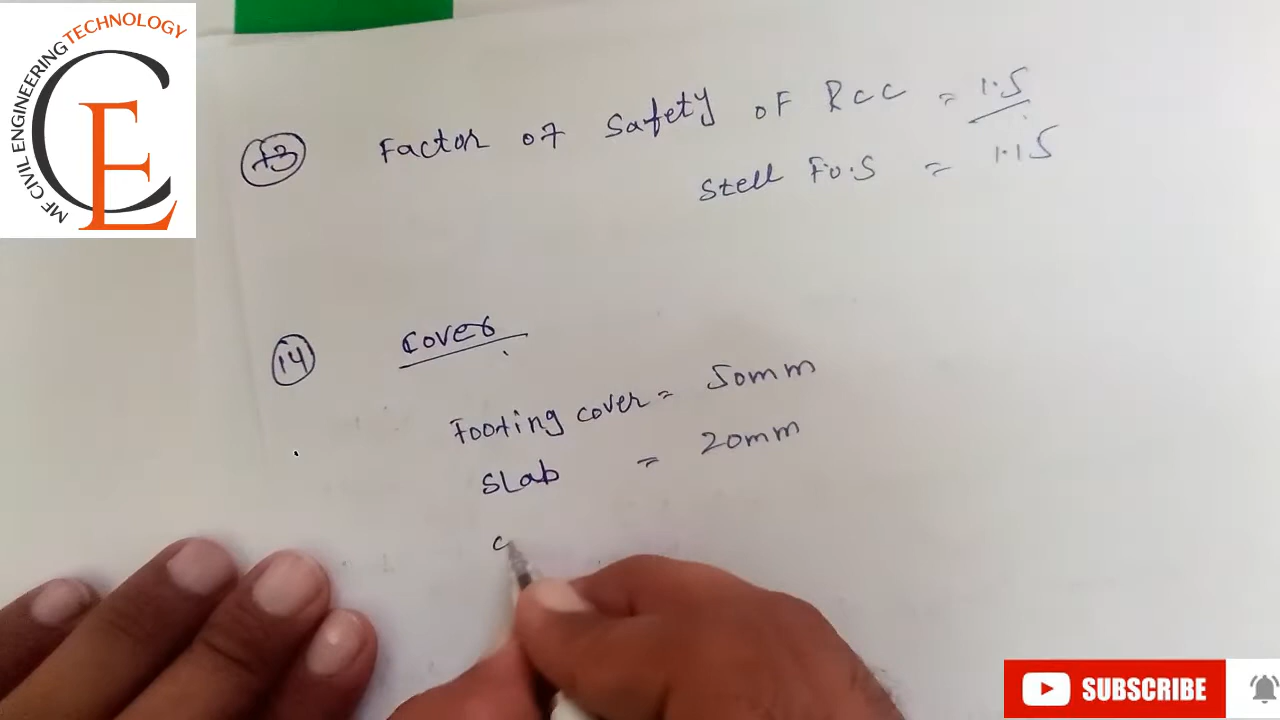 MF CIVIL ENGINEERING TECHNOLOGY
CE
13 Factor of Safety of RCC = 1.5
Stell F.O.S = 1.15
14 Cover
Footing cover = 50mm
Slab = 20mm
C
SUBSCRIBE